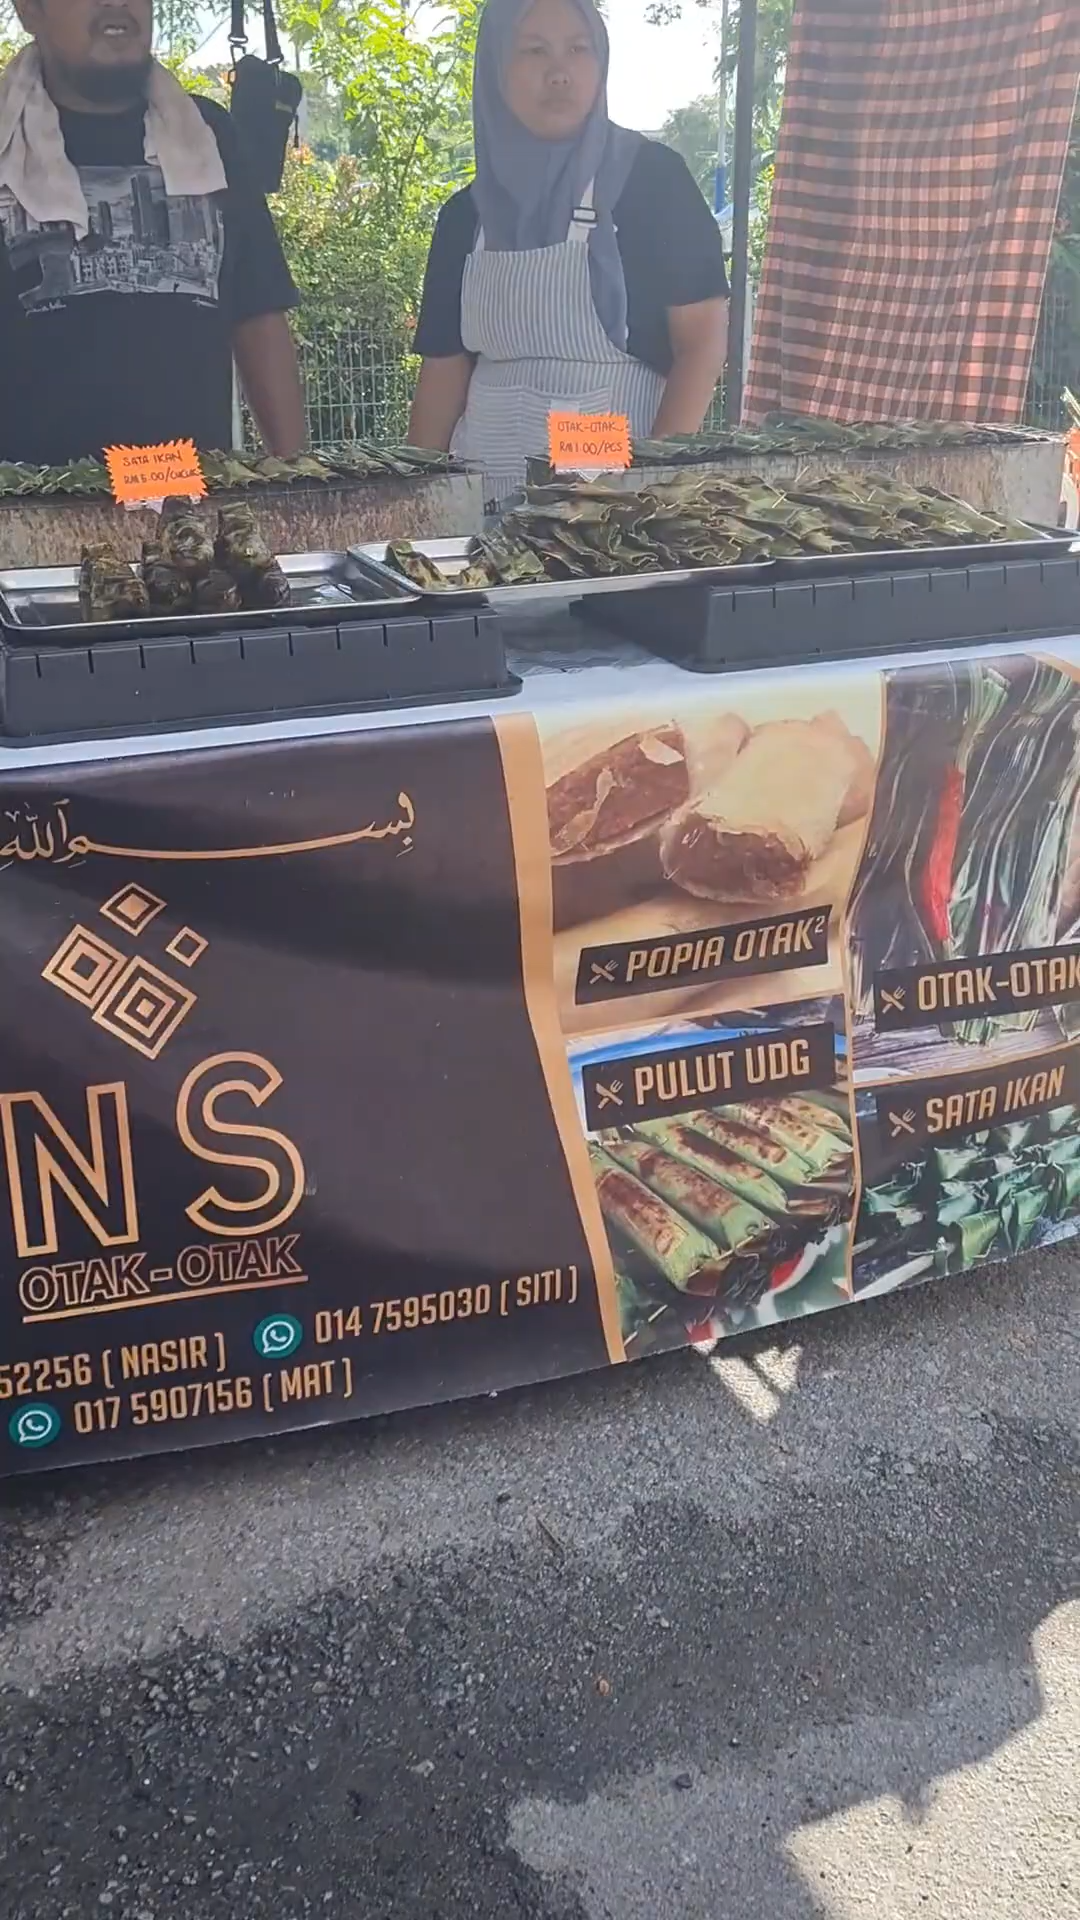 SATA IKAN
RM5.00/CUCUK
OTAK-OTAK
RM1.00/PCS
بسم الله
NS
OTAK-OTAK
52256 ( NASIR )
014 7595030 ( SITI )
017 5907156 ( MAT )
POPIA OTAK²
PULUT UDG
OTAK-OTAK
SATA IKAN